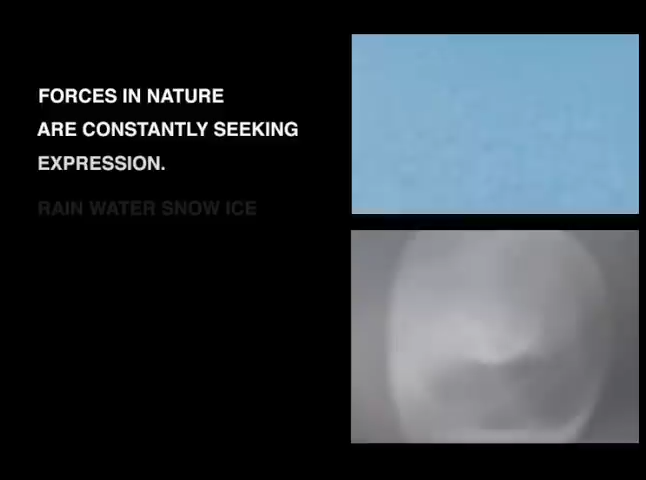 FORCES IN NATURE
ARE CONSTANTLY SEEKING
EXPRESSION.
RAIN WATER SNOW ICE